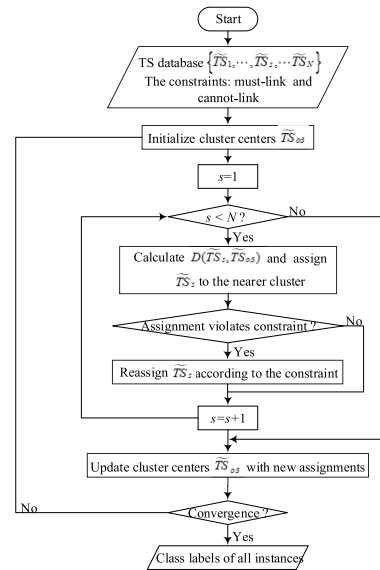 Start
TS database {T̃S₁,⋯,T̃Sₛ,⋯T̃S_N}
The constraints: must-link and
cannot-link
Initialize cluster centers T̃S_os
s=1
s < N ?
No
Yes
Calculate D(T̃Sₛ,T̃S_os) and assign
T̃Sₛ to the nearer cluster
Assignment violates constraint ?
No
Yes
Reassign T̃Sₛ according to the constraint
s=s+1
Update cluster centers T̃S_os with new assignments
Convergence ?
No
Yes
Class labels of all instances